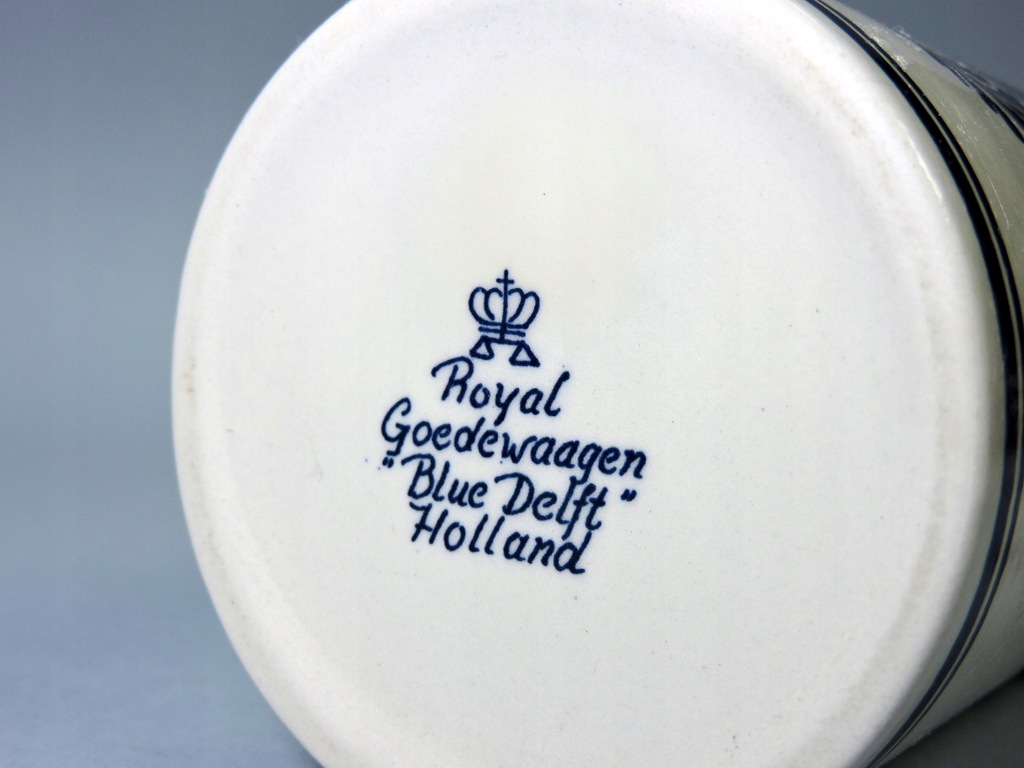 Royal
Goedewaagen
"Blue Delft"
Holland